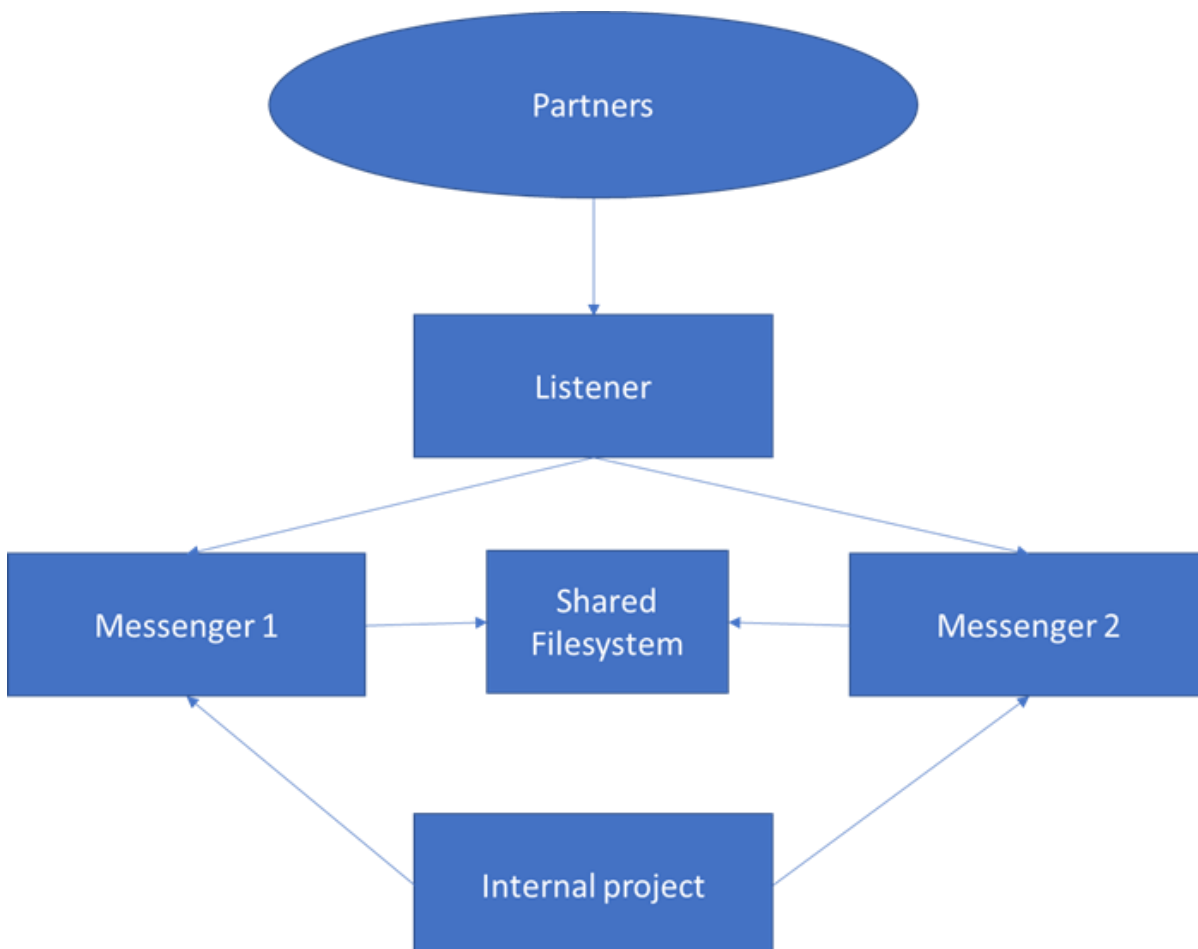 Partners
Listener
Messenger 1
Shared
Filesystem
Messenger 2
Internal project